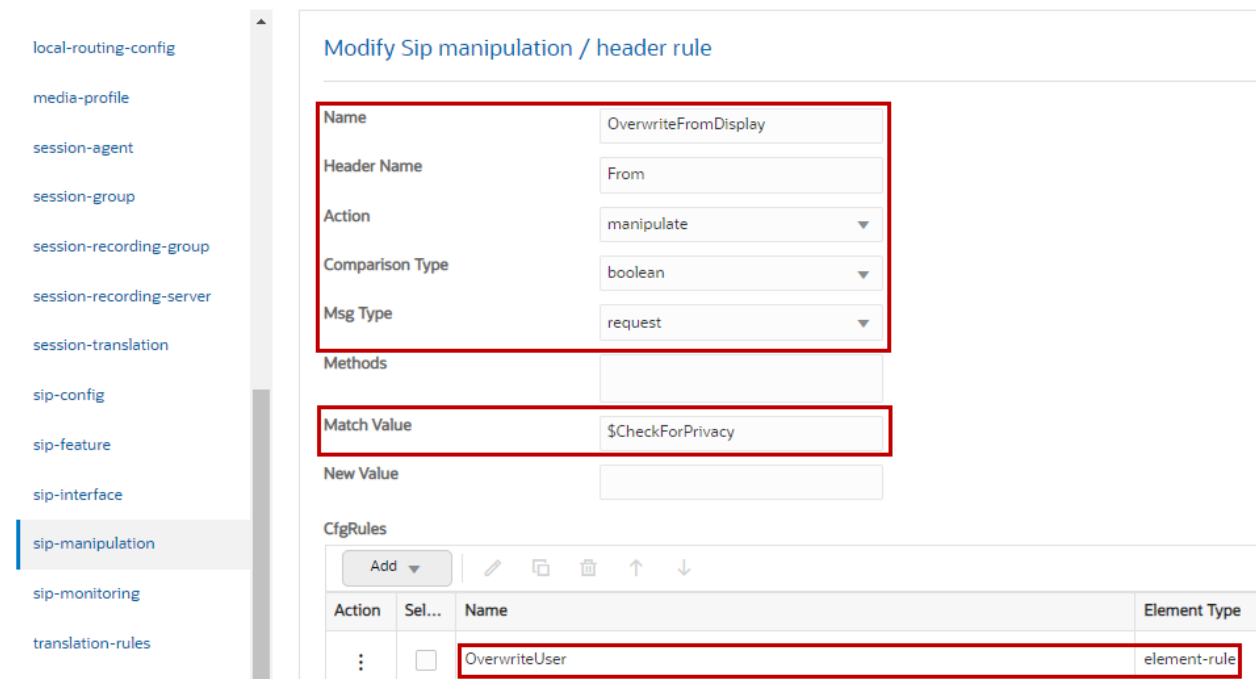 local-routing-config
media-profile
session-agent
session-group
session-recording-group
session-recording-server
session-translation
sip-config
sip-feature
sip-interface
sip-manipulation
sip-monitoring
translation-rules
Modify Sip manipulation / header rule
Name OverwriteFromDisplay
Header Name From
Action manipulate
Comparison Type boolean
Msg Type request
Methods
Match Value $CheckForPrivacy
New Value
CfgRules
Add
Action Sel... Name Element Type
OverwriteUser element-rule